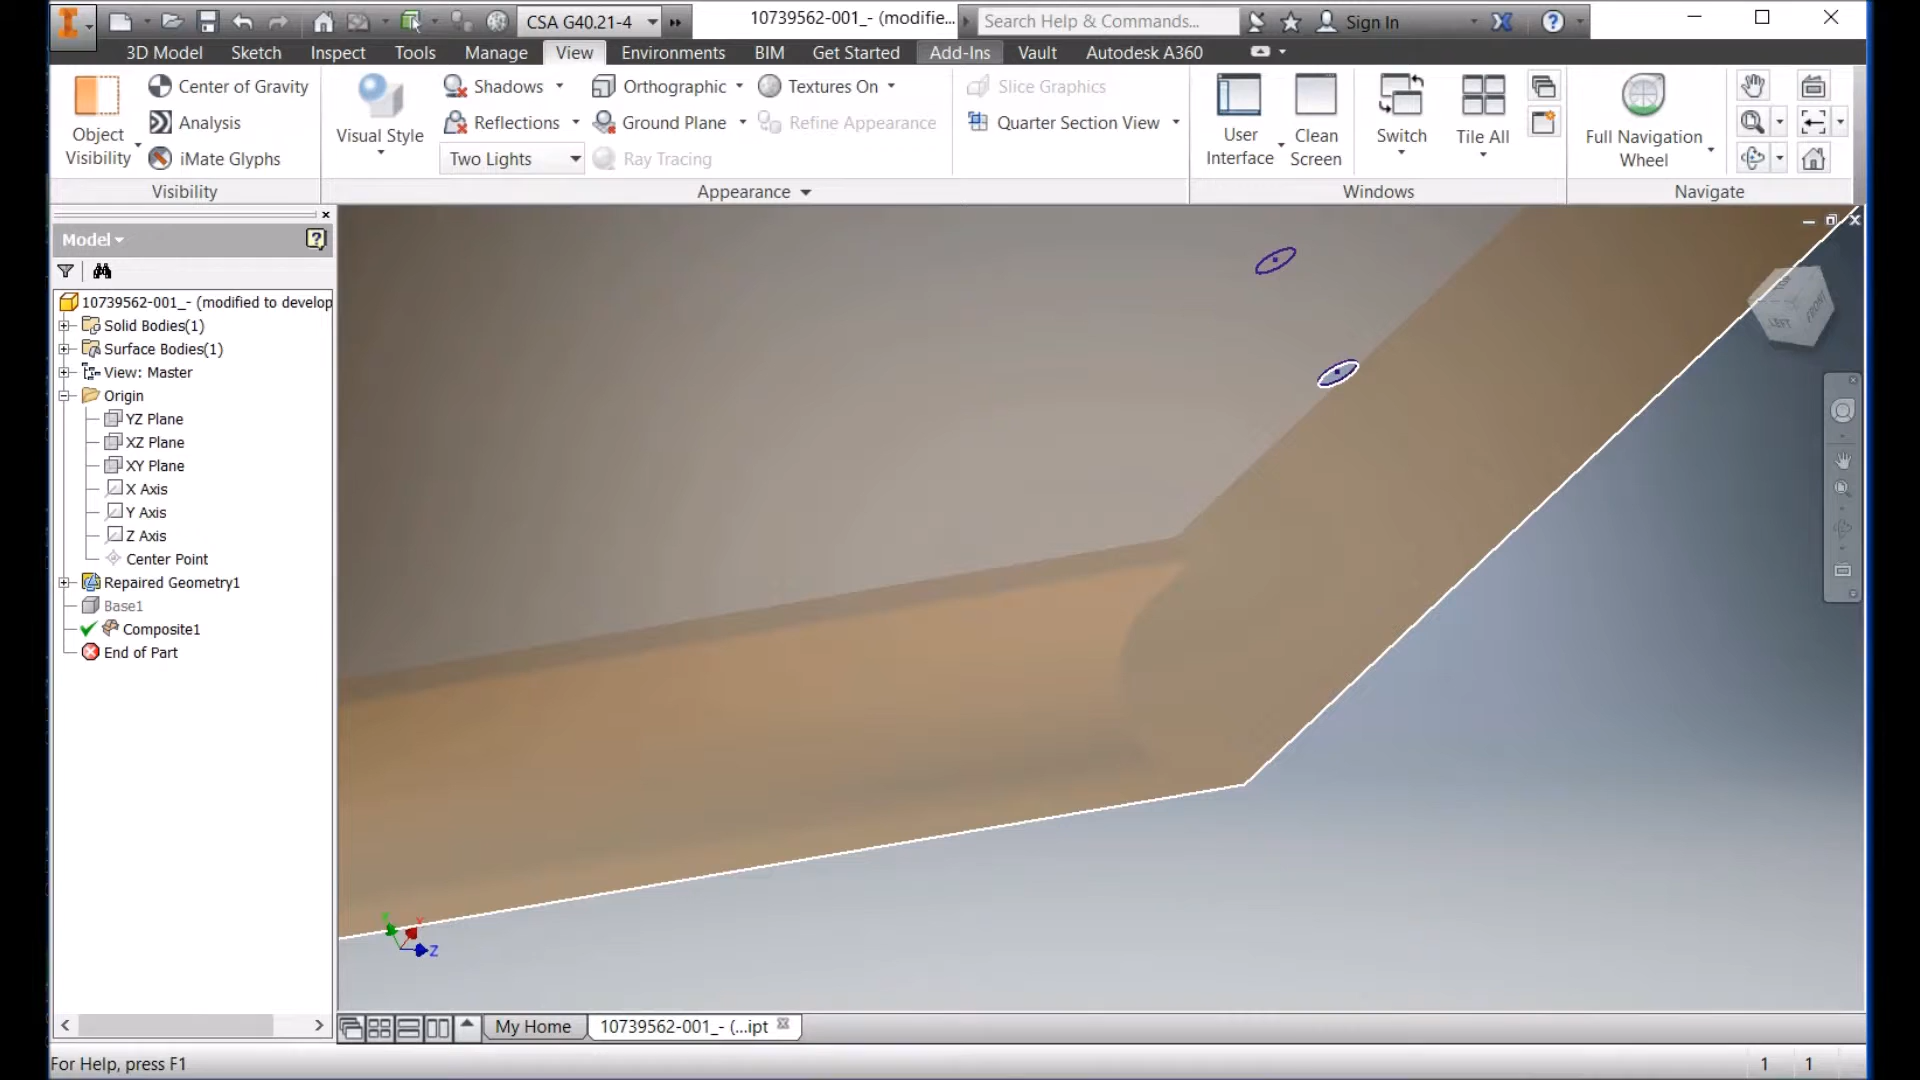 CSA G40.21-4
10739562-001_- (modifie...
Search Help & Commands...
Sign In
3D Model Sketch Inspect Tools Manage View Environments BIM Get Started Add-Ins Vault Autodesk A360
Object
Visibility
Center of Gravity
Analysis
iMate Glyphs
Visibility
Visual Style
Shadows
Reflections
Two Lights
Orthographic
Ground Plane
Ray Tracing
Textures On
Refine Appearance
Appearance
Slice Graphics
Quarter Section View
User
Interface
Clean
Screen
Switch
Tile All
Windows
Full Navigation
Wheel
Navigate
Model
10739562-001_- (modified to develop
Solid Bodies(1)
Surface Bodies(1)
View: Master
Origin
YZ Plane
XZ Plane
XY Plane
X Axis
Y Axis
Z Axis
Center Point
Repaired Geometry1
Base1
Composite1
End of Part
LEFT
Z
My Home
10739562-001_- (...ipt
For Help, press F1
1 1